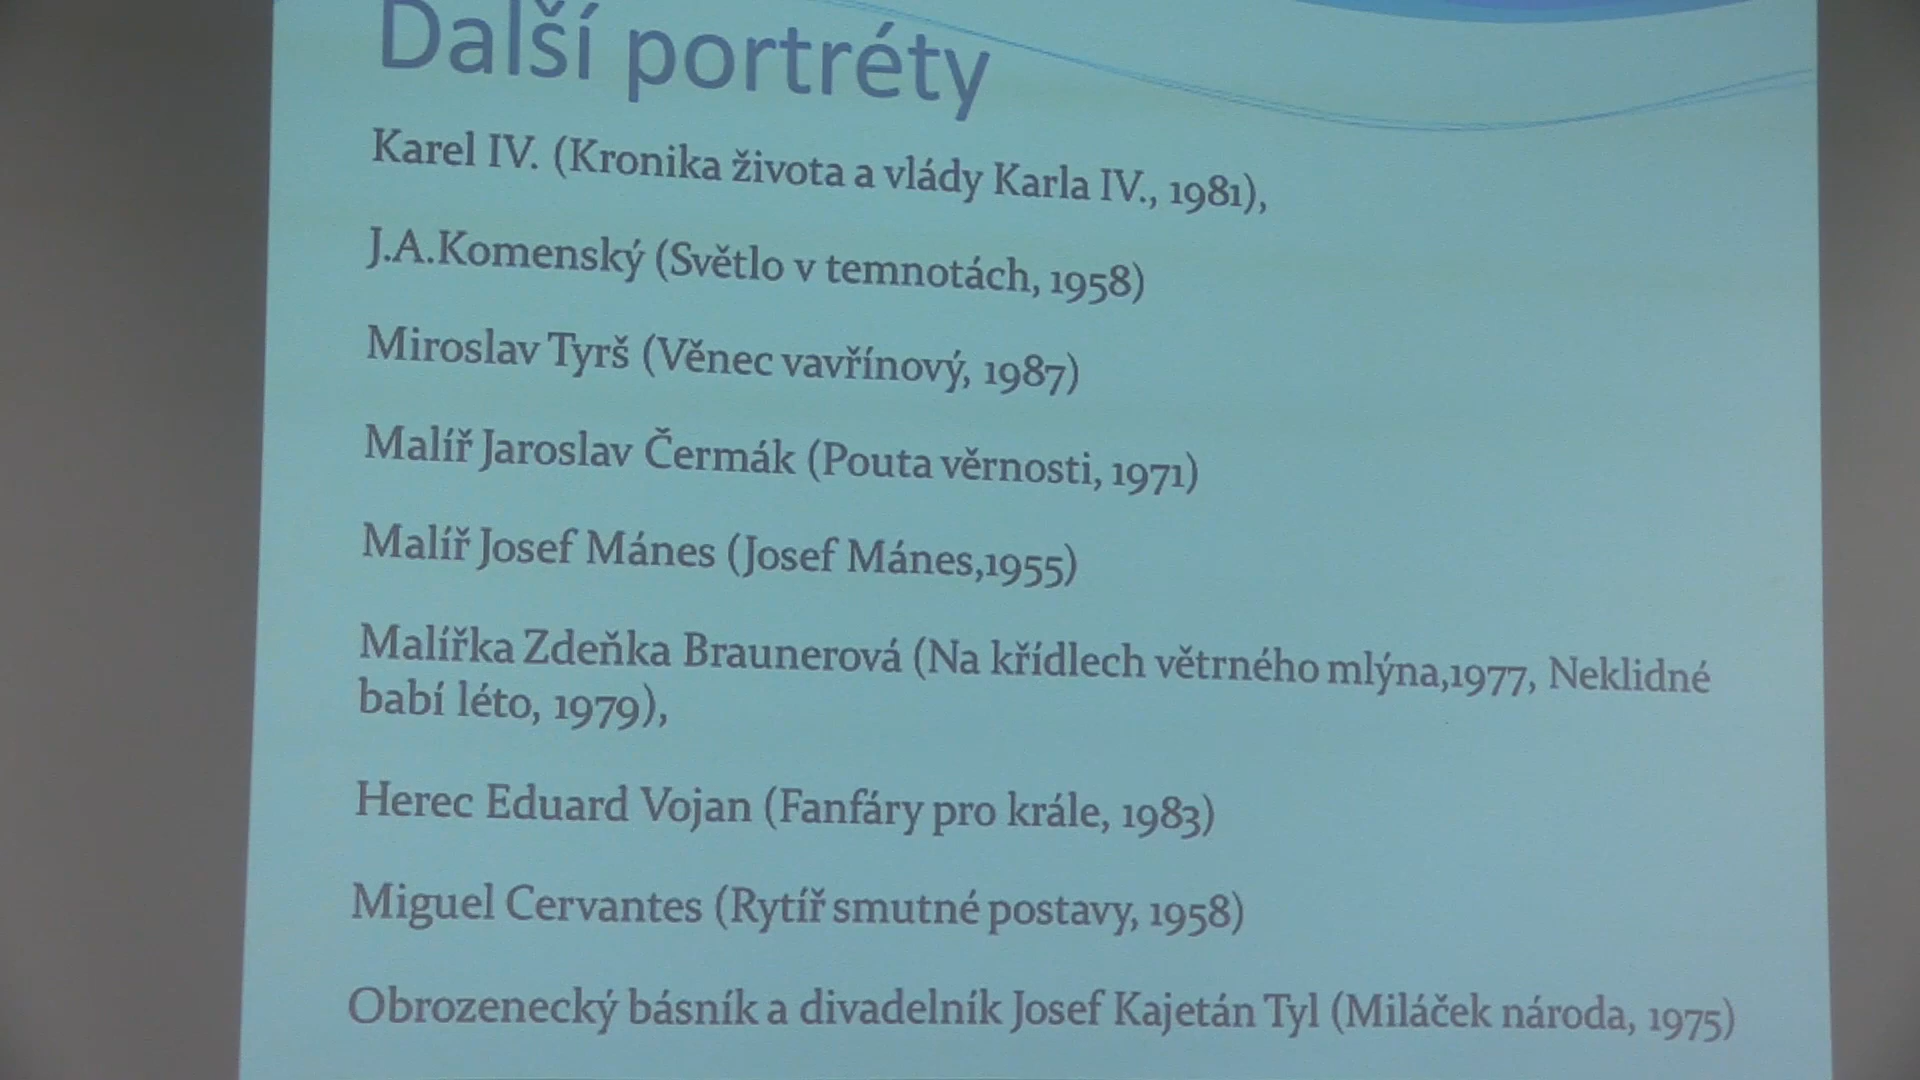 Další portréty
Karel IV. (Kronika života a vlády Karla IV., 1981),
J.A.Komenský (Světlo v temnotách, 1958)
Miroslav Tyrš (Věnec vavřínový, 1987)
Malíř Jaroslav Čermák (Pouta věrnosti, 1971)
Malíř Josef Mánes (Josef Mánes,1955)
Malířka Zdeňka Braunerová (Na křídlech větrného mlýna,1977, Neklidné
babí léto, 1979),
Herec Eduard Vojan (Fanfáry pro krále, 1983)
Miguel Cervantes (Rytíř smutné postavy, 1958)
Obrozenecký básník a divadelník Josef Kajetán Tyl (Miláček národa, 1975)